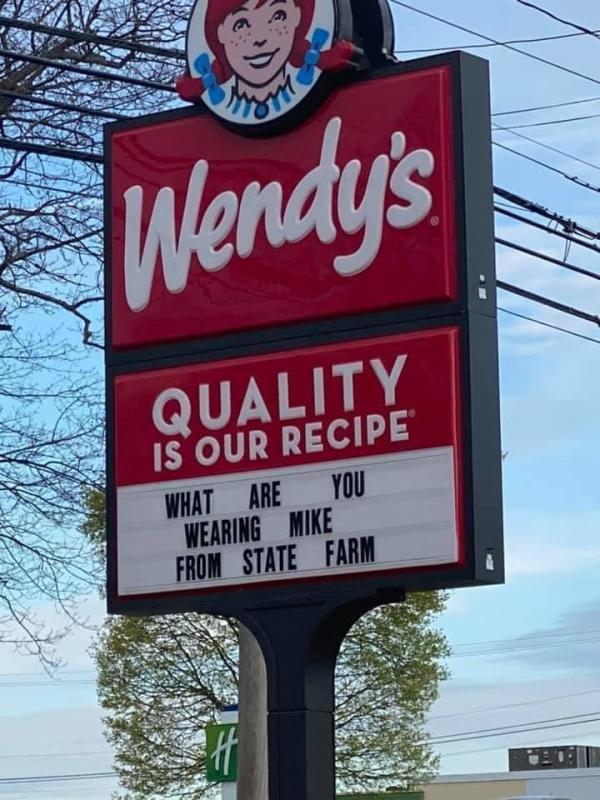 Wendy's®
QUALITY
IS OUR RECIPE®
WHAT ARE YOU
WEARING MIKE
FROM STATE FARM
H